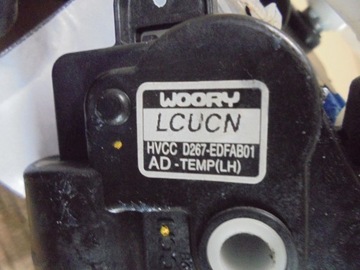 WOORY
LCUCN
HVCC D267-EDFAB01
AD-TEMP(LH)